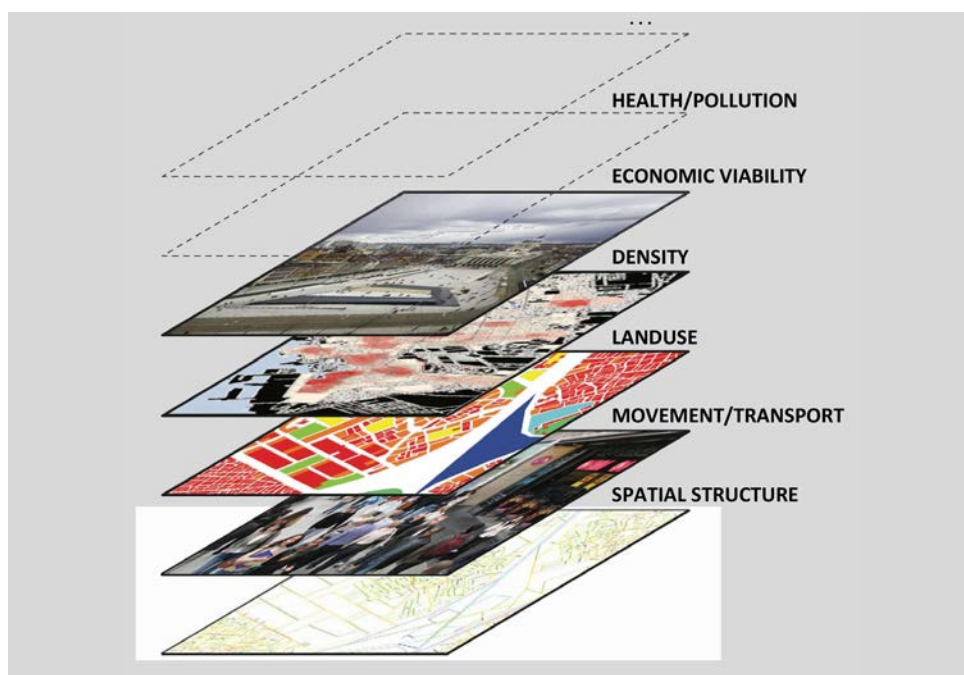 ...
HEALTH/POLLUTION
ECONOMIC VIABILITY
DENSITY
LANDUSE
MOVEMENT/TRANSPORT
SPATIAL STRUCTURE